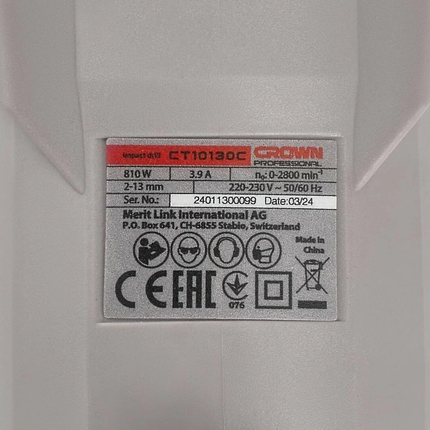 impact drill CT10130C CROWN
PROFESSIONAL
810 W 3.9 A n₀: 0-2800 min⁻¹
2-13 mm 220-230 V ~ 50/60 Hz
Ser. No.: 24011300099 Date:03/24
Merit Link International AG
P.O. Box 641, CH-6855 Stabio, Switzerland
Made in
China
CE EAC 076